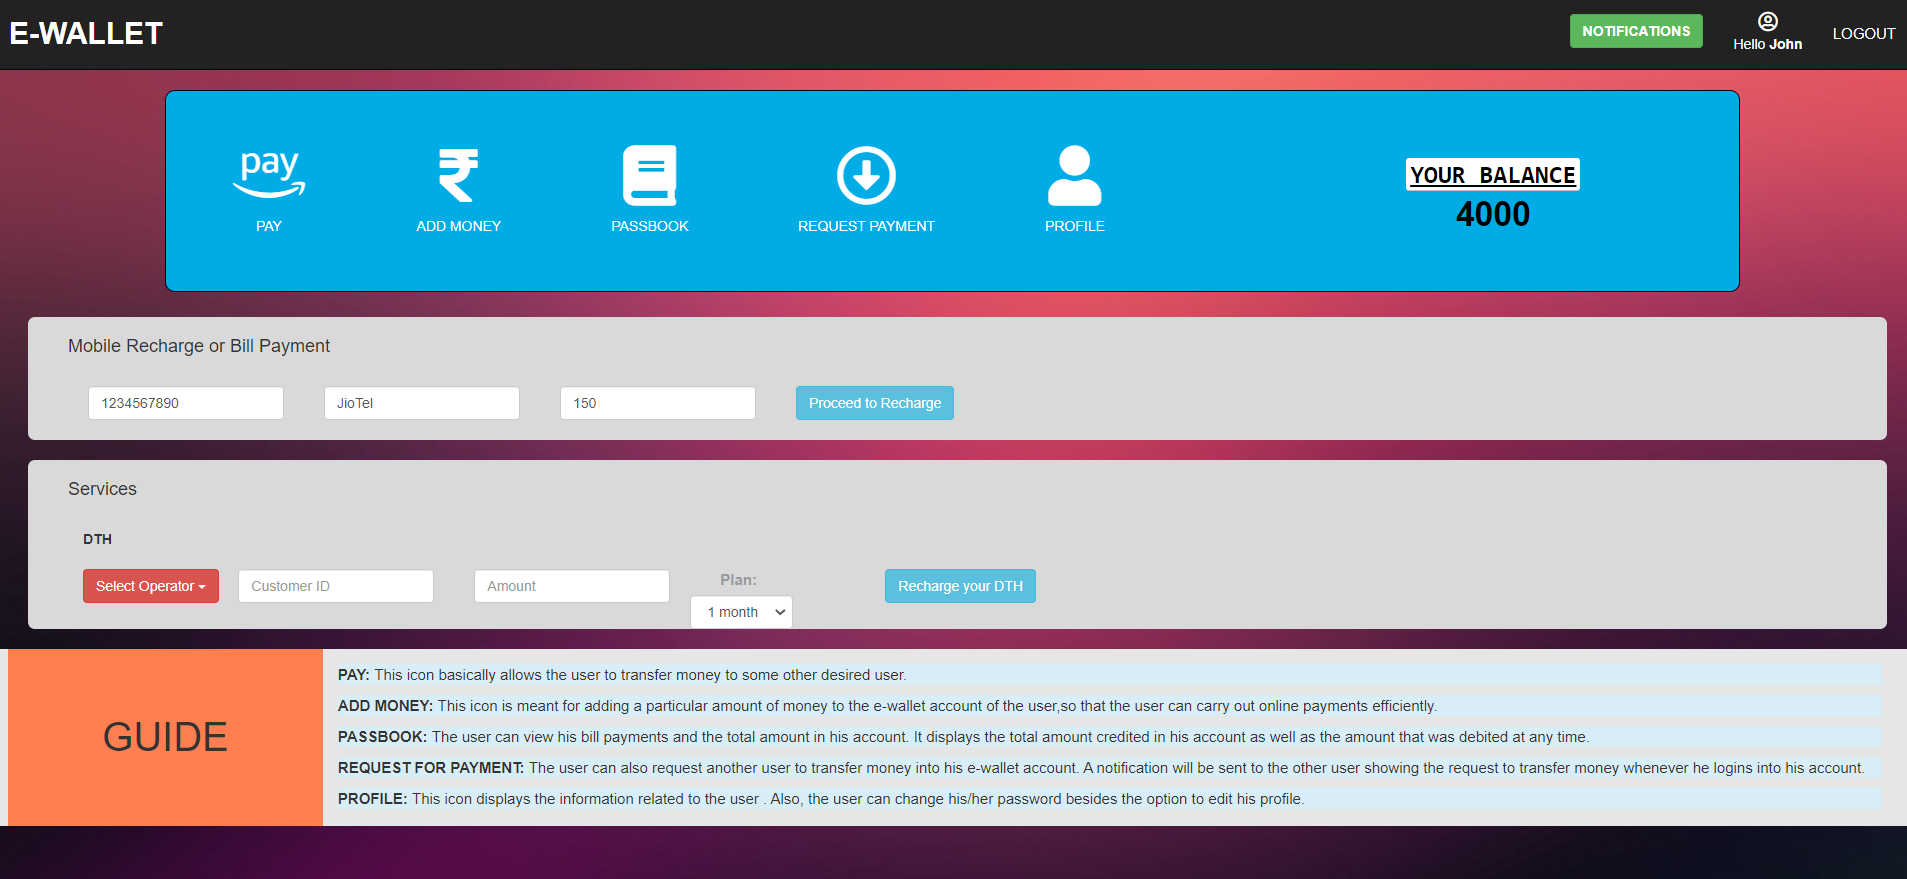 E-WALLET
NOTIFICATIONS
Hello John
LOGOUT
pay
PAY
ADD MONEY
PASSBOOK
REQUEST PAYMENT
PROFILE
YOUR BALANCE
4000
Mobile Recharge or Bill Payment
1234567890 JioTel 150 Proceed to Recharge
Services
DTH
Select Operator Customer ID Amount Plan: Recharge your DTH
1 month
GUIDE
PAY: This icon basically allows the user to transfer money to some other desired user.
ADD MONEY: This icon is meant for adding a particular amount of money to the e-wallet account of the user,so that the user can carry out online payments efficiently.
PASSBOOK: The user can view his bill payments and the total amount in his account. It displays the total amount credited in his account as well as the amount that was debited at any time.
REQUEST FOR PAYMENT: The user can also request another user to transfer money into his e-wallet account. A notification will be sent to the other user showing the request to transfer money whenever he logins into his account.
PROFILE: This icon displays the information related to the user . Also, the user can change his/her password besides the option to edit his profile.